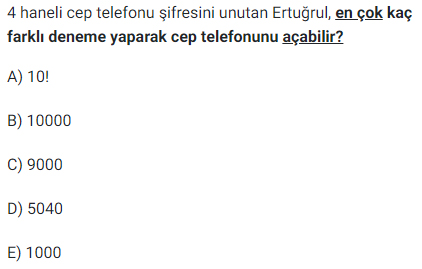 4 haneli cep telefonu şifresini unutan Ertuğrul, en çok kaç
farklı deneme yaparak cep telefonunu açabilir?
A) 10!
B) 10000
C) 9000
D) 5040
E) 1000